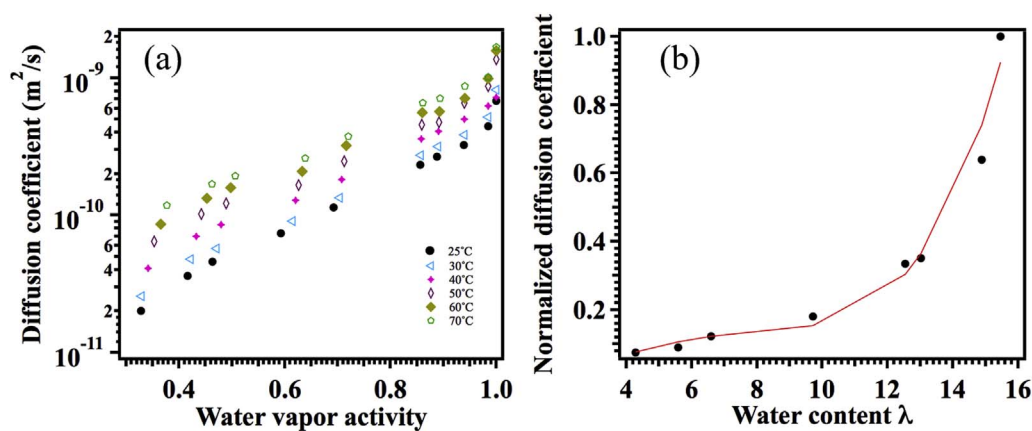 (a)
Diffusion coefficient (m²/s)
2
10⁻⁹
6
4
2
10⁻¹⁰
6
4
2
10⁻¹¹
25°C
30°C
40°C
50°C
60°C
70°C
0.4
0.6
0.8
1.0
Water vapor activity
(b)
Normalized diffusion coefficient
1.0
0.8
0.6
0.4
0.2
4
6
8
10
12
14
16
Water content λ